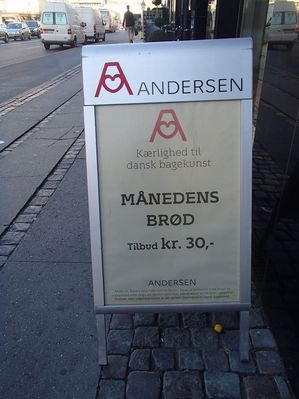 ANDERSEN
Kærlighed til
dansk bagekunst
MÅNEDENS
BRØD
Tilbud kr. 30,-
ANDERSEN